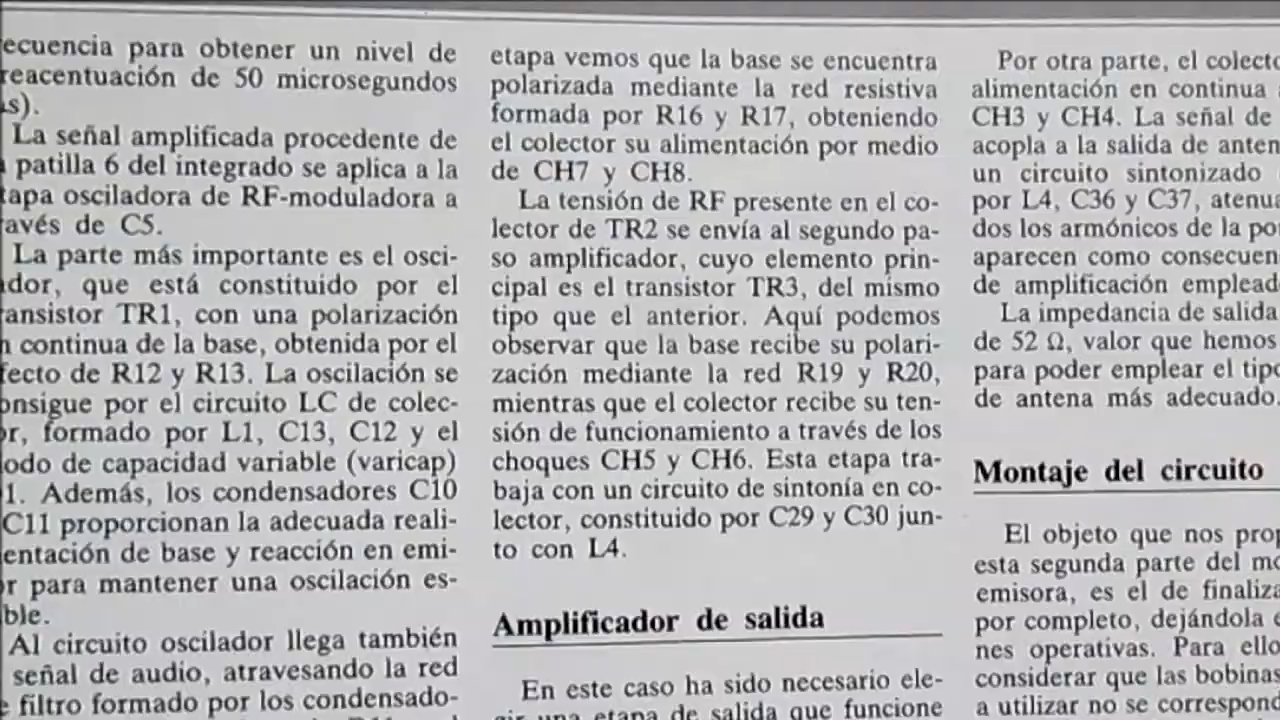 ecuencia para obtener un nivel de
reacentuación de 50 microsegundos
s).
La señal amplificada procedente de
patilla 6 del integrado se aplica a la
tapa osciladora de RF-moduladora a
avés de C5.
La parte más importante es el osci-
dor, que está constituido por el
ansistor TR1, con una polarización
continua de la base, obtenida por el
fecto de R12 y R13. La oscilación se
onsigue por el circuito LC de colec-
r, formado por L1, C13, C12 y el
odo de capacidad variable (varicap)
1. Además, los condensadores C10
C11 proporcionan la adecuada reali-
entación de base y reacción en emi-
r para mantener una oscilación es-
ble.
Al circuito oscilador llega también
señal de audio, atravesando la red
filtro formado por los condensado-
etapa vemos que la base se encuentra
polarizada mediante la red resistiva
formada por R16 y R17, obteniendo
el colector su alimentación por medio
de CH7 y CH8.
La tensión de RF presente en el co-
lector de TR2 se envía al segundo pa-
so amplificador, cuyo elemento prin-
cipal es el transistor TR3, del mismo
tipo que el anterior. Aquí podemos
observar que la base recibe su polari-
zación mediante la red R19 y R20,
mientras que el colector recibe su ten-
sión de funcionamiento a través de los
choques CH5 y CH6. Esta etapa tra-
baja con un circuito de sintonía en co-
lector, constituido por C29 y C30 jun-
to con L4.
Amplificador de salida
En este caso ha sido necesario ele-
gir una etapa de salida que funcione
Por otra parte, el colecto
alimentación en continua
CH3 y CH4. La señal de
acopla a la salida de anten
un circuito sintonizado
por L4, C36 y C37, atenua
dos los armónicos de la po
aparecen como consecuen
de amplificación emplead
La impedancia de salida
de 52 Ω, valor que hemos
para poder emplear el tipo
de antena más adecuado.
Montaje del circuito
El objeto que nos prop
esta segunda parte del mo
emisora, es el de finaliza
por completo, dejándola e
nes operativas. Para ello
considerar que las bobinas
a utilizar no se correspond